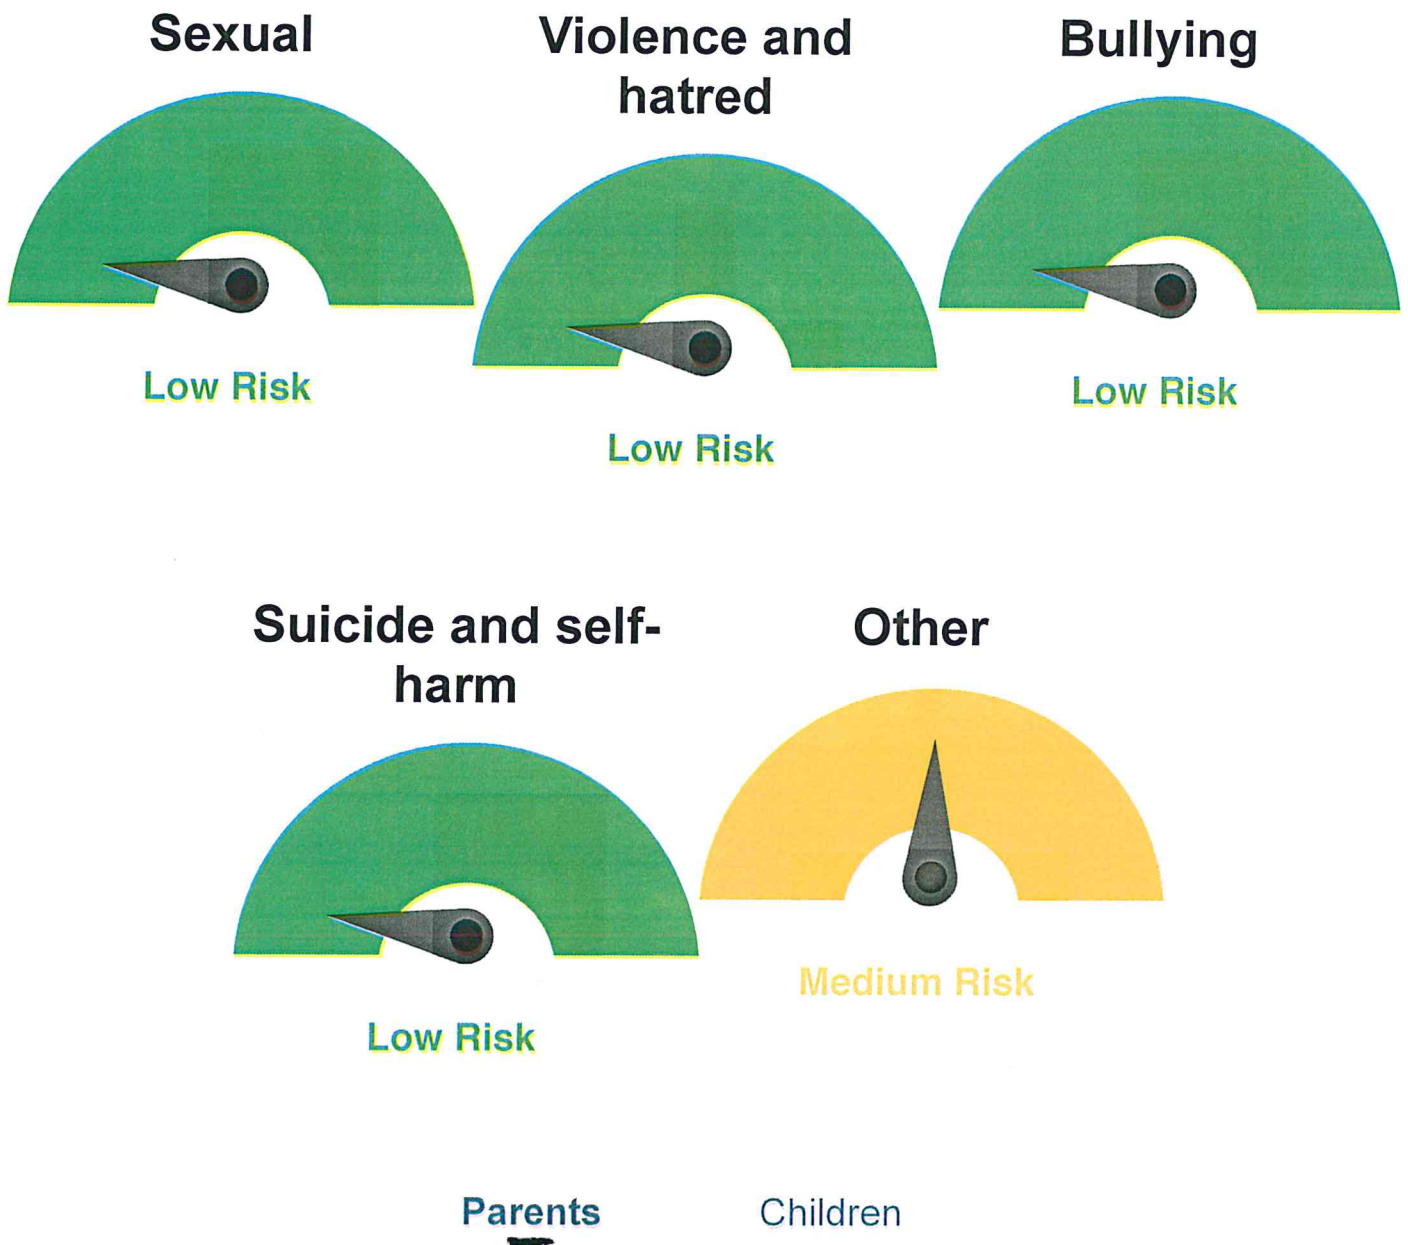 Sexual
Violence and
hatred
Bullying
Low Risk
Low Risk
Low Risk
Suicide and self-
harm
Other
Low Risk
Medium Risk
Parents
Children